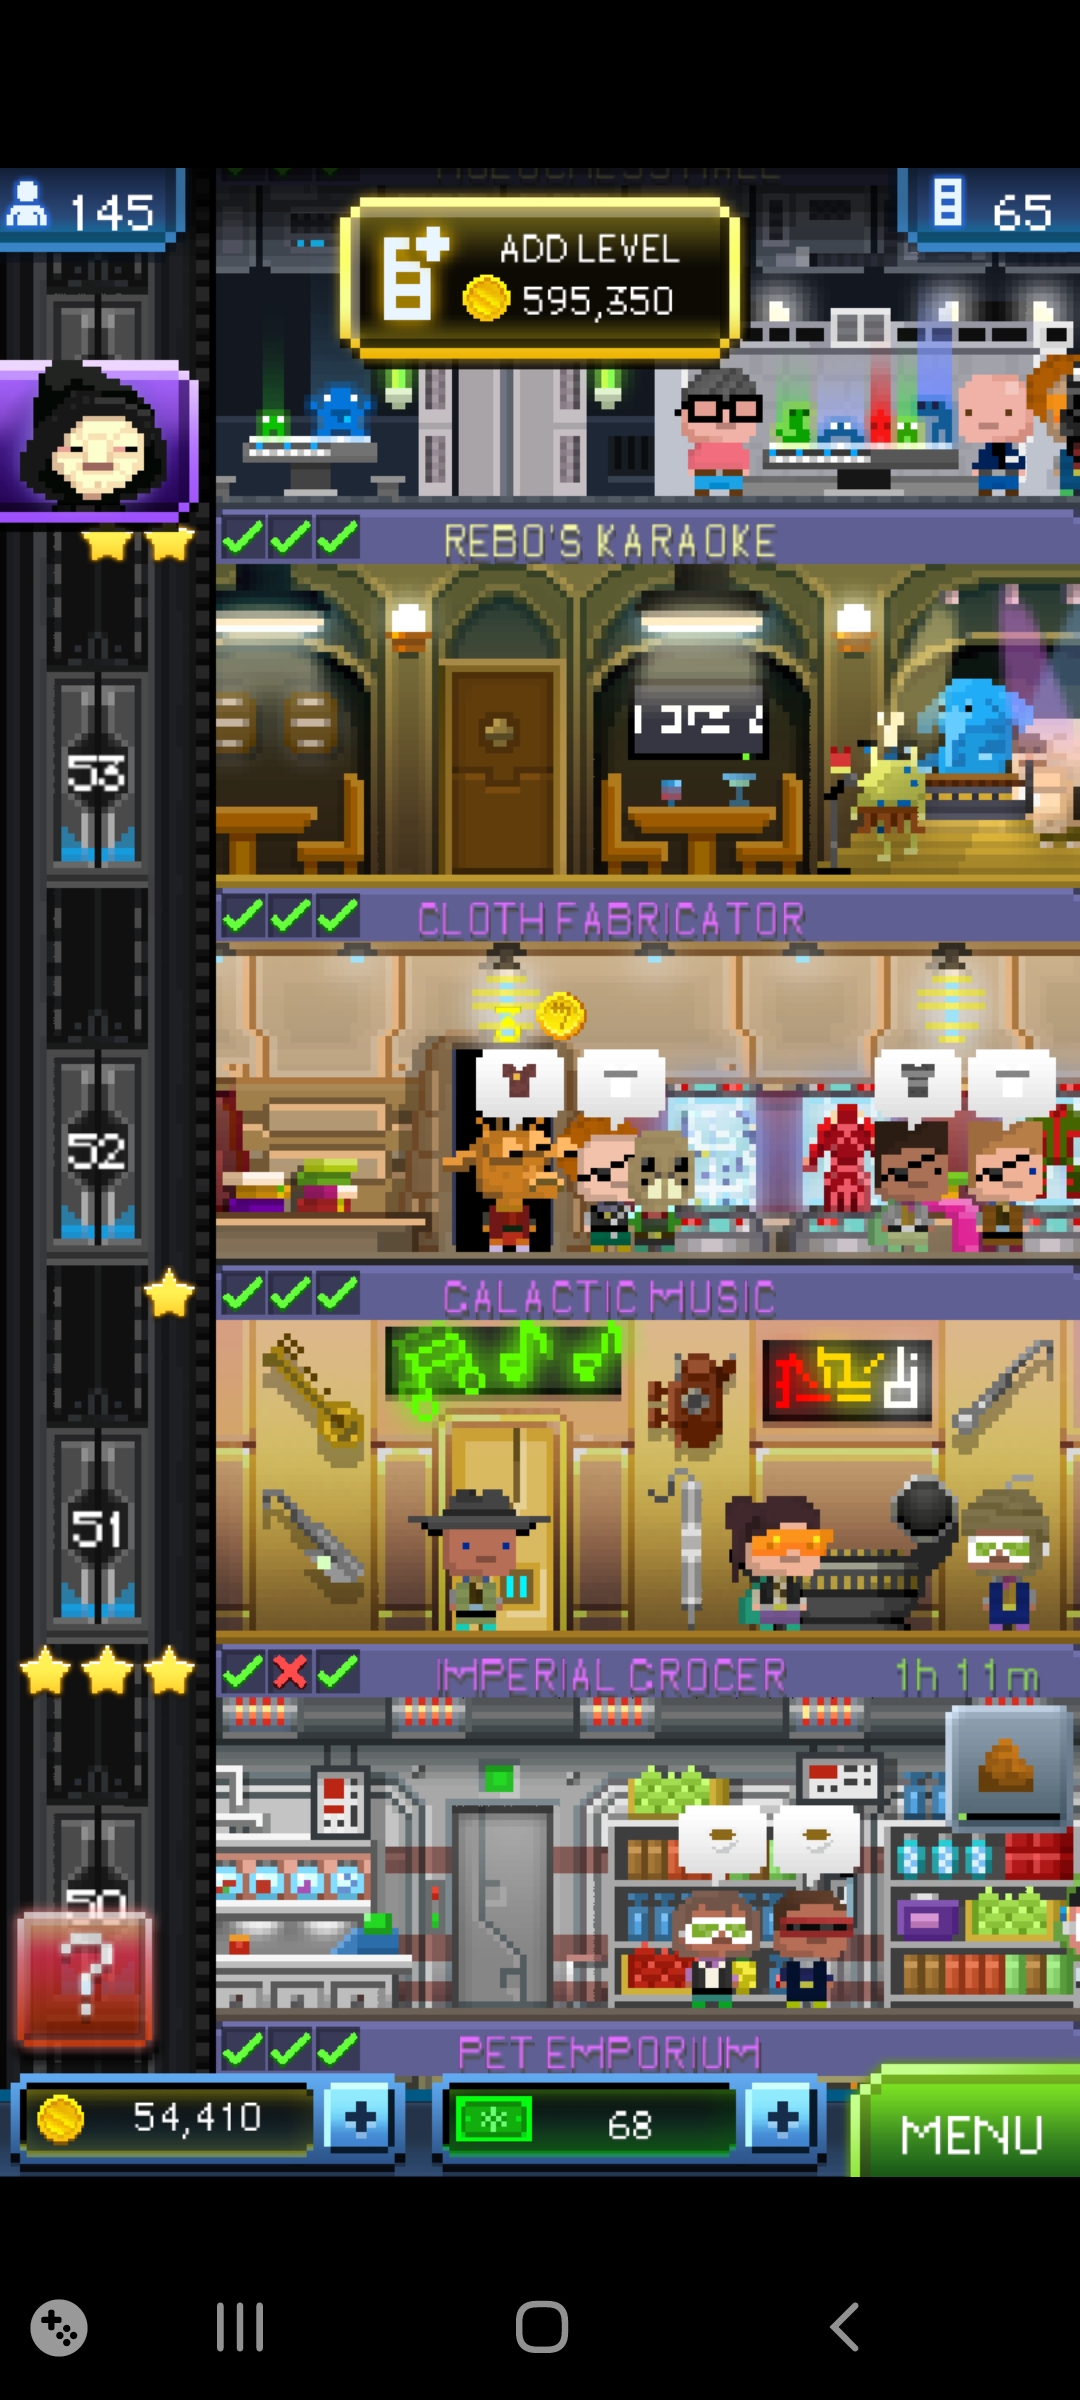 145
65
ADD LEVEL
595,350
REBO'S KARAOKE
53
CLOTH FABRICATOR
52
GALACTIC MUSIC
51
IMPERIAL GROCER 1h 11m
50
?
PET EMPORIUM
54,410
68
MENU